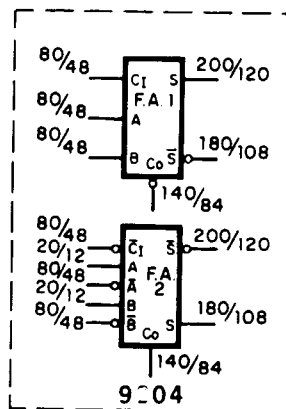 80/48 CI S 200/120
F.A.1
80/48 A
80/48 B S̅ 180/108
Co
140/84
80/48 C̅I S̅ 200/120
20/12 A F.A.
80/48 A̅ 2
20/12 B
80/48 B̅ S 180/108
Co
140/84